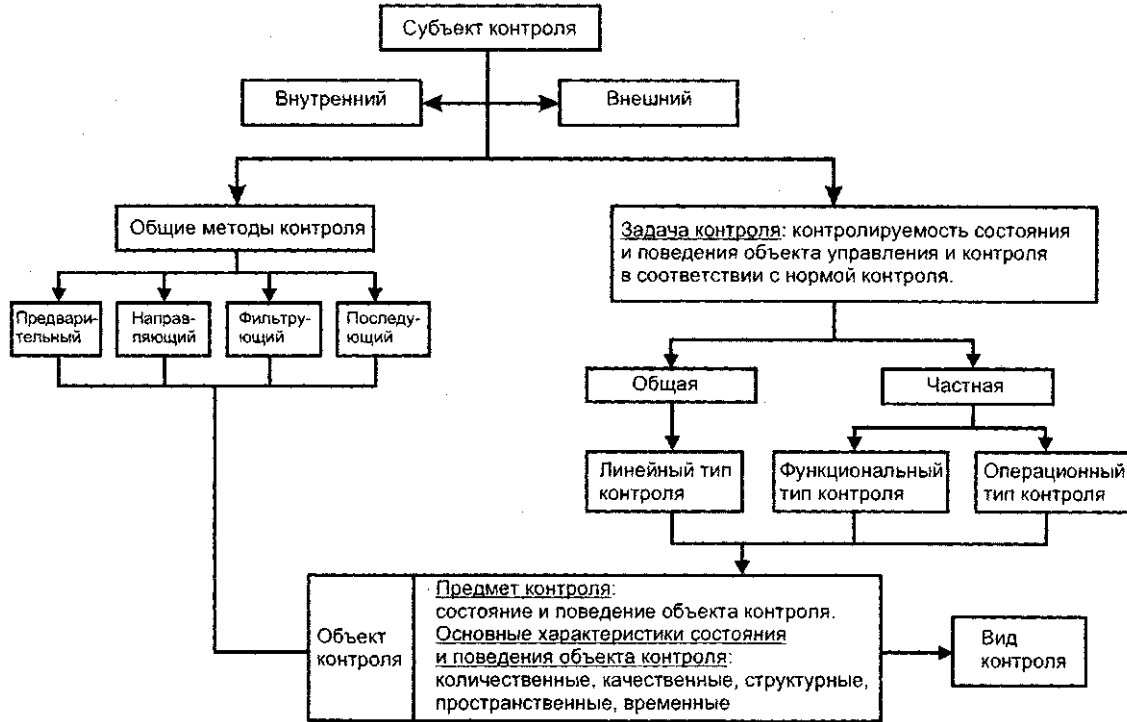 Субъект контроля
Внутренний
Внешний
Общие методы контроля
Задача контроля: контролируемость состояния
и поведения объекта управления и контроля
в соответствии с нормой контроля.
Предвари-
тельный
Направ-
ляющий
Фильтру-
ющий
Последу-
ющий
Общая
Частная
Линейный тип
контроля
Функциональный
тип контроля
Операционный
тип контроля
Объект
контроля
Предмет контроля:
состояние и поведение объекта контроля.
Основные характеристики состояния
и поведения объекта контроля:
количественные, качественные, структурные,
пространственные, временные
Вид
контроля